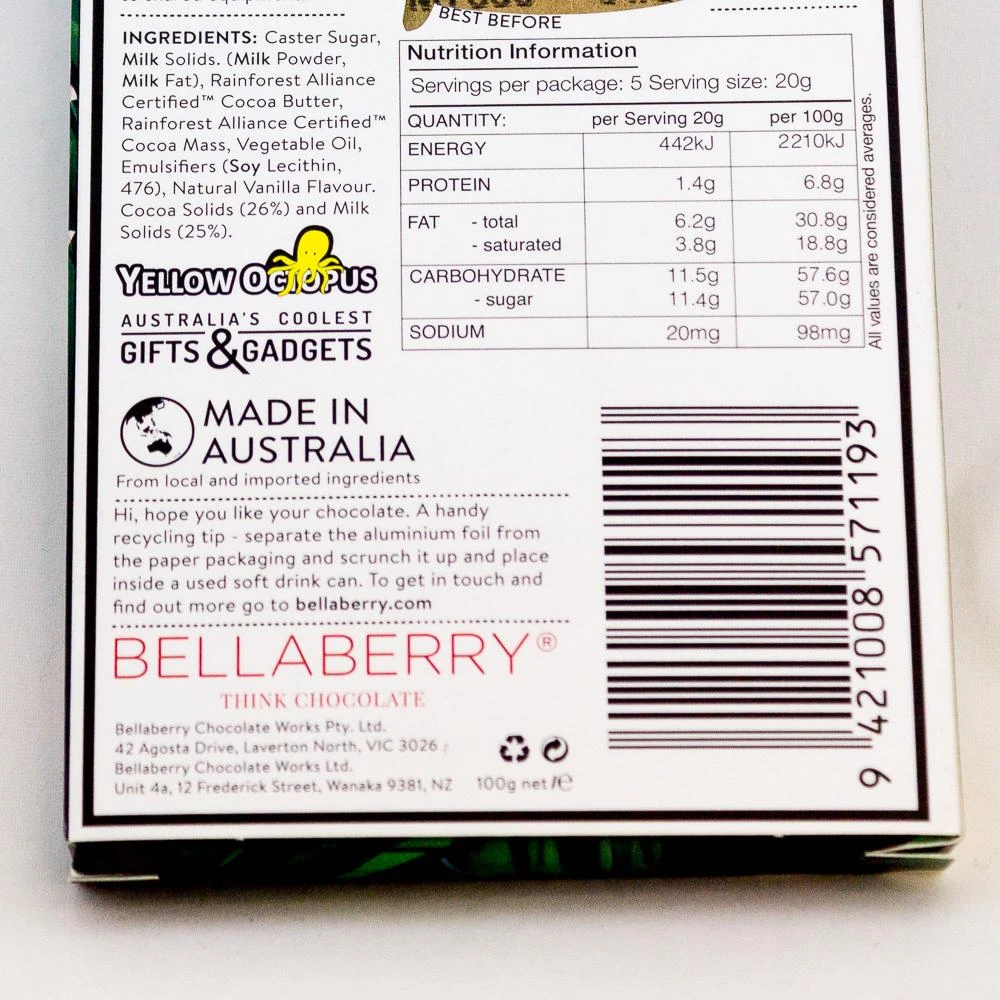 BEST BEFORE
INGREDIENTS: Caster Sugar,
Milk Solids. (Milk Powder,
Milk Fat), Rainforest Alliance
Certified™ Cocoa Butter,
Rainforest Alliance Certified™
Cocoa Mass, Vegetable Oil,
Emulsifiers (Soy Lecithin,
476), Natural Vanilla Flavour.
Cocoa Solids (26%) and Milk
Solids (25%).
YELLOW OCTOPUS
AUSTRALIA'S COOLEST
GIFTS & GADGETS
Nutrition Information
Servings per package: 5 Serving size: 20g
QUANTITY: per Serving 20g per 100g
ENERGY 442kJ 2210kJ
PROTEIN 1.4g 6.8g
FAT - total 6.2g 30.8g
- saturated 3.8g 18.8g
CARBOHYDRATE 11.5g 57.6g
- sugar 11.4g 57.0g
SODIUM 20mg 98mg
All values are considered averages.
MADE IN
AUSTRALIA
From local and imported ingredients
Hi, hope you like your chocolate. A handy
recycling tip - separate the aluminium foil from
the paper packaging and scrunch it up and place
inside a used soft drink can. To get in touch and
find out more go to bellaberry.com
BELLABERRY®
THINK CHOCOLATE
Bellaberry Chocolate Works Pty. Ltd.
42 Agosta Drive, Laverton North, VIC 3026
Bellaberry Chocolate Works Ltd.
Unit 4a, 12 Frederick Street, Wanaka 9381, NZ
100g net ℮
9 421008 571193